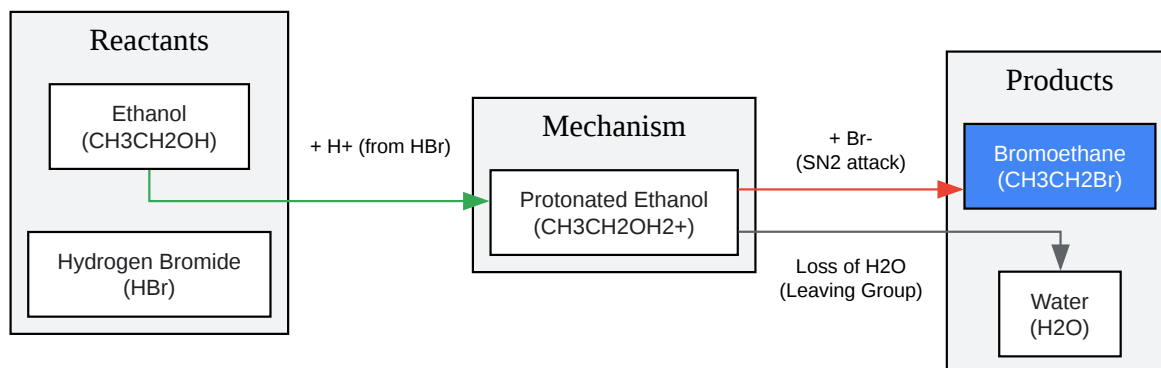 Reactants
Ethanol
(CH3CH2OH)
Hydrogen Bromide
(HBr)
+ H+ (from HBr)
Mechanism
Protonated Ethanol
(CH3CH2OH2+)
+ Br-
(SN2 attack)
Loss of H2O
(Leaving Group)
Products
Bromoethane
(CH3CH2Br)
Water
(H2O)